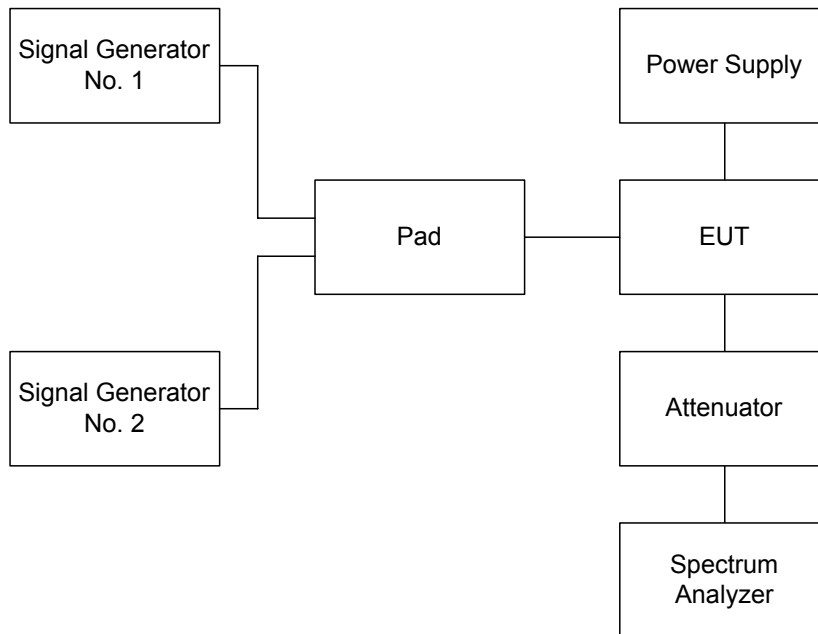 Signal Generator
No. 1
Power Supply
Pad
EUT
Signal Generator
No. 2
Attenuator
Spectrum
Analyzer